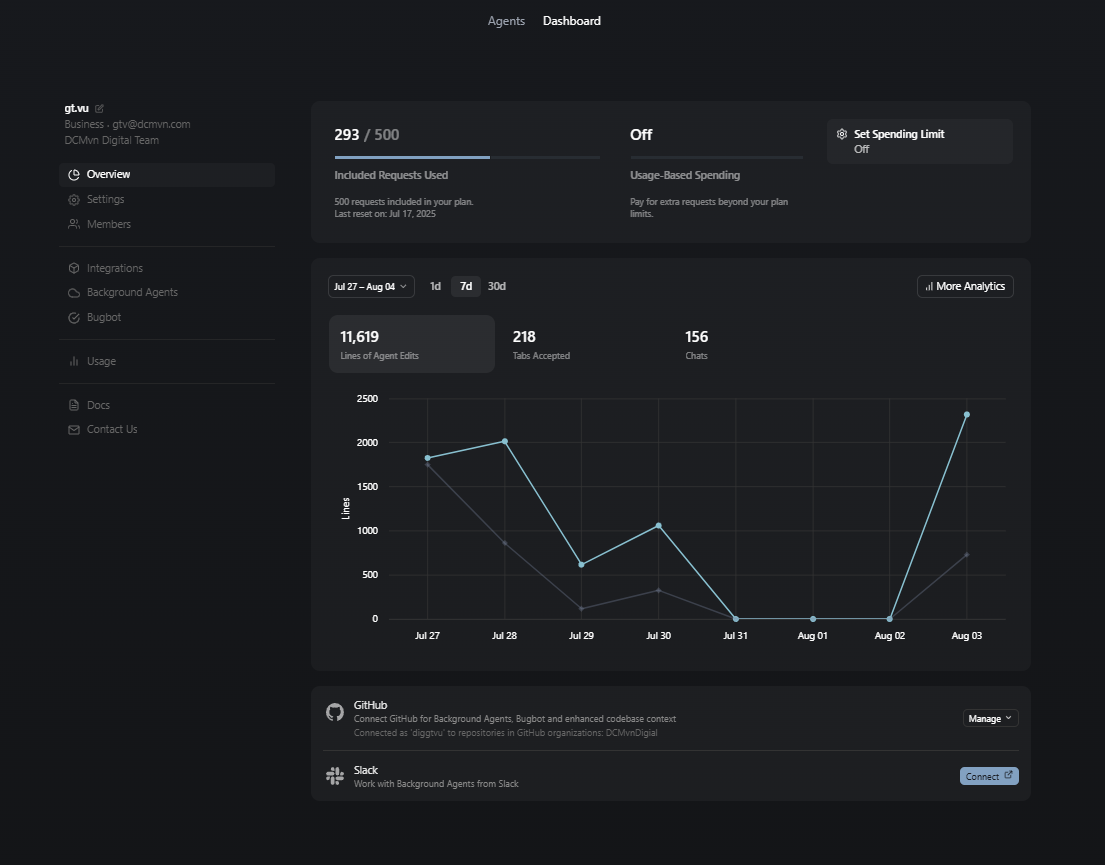 Agents Dashboard
gt.vu
Business · gtv@dcmvn.com
DCMvn Digital Team
Overview
Settings
Members
Integrations
Background Agents
Bugbot
Usage
Docs
Contact Us
293 / 500
Included Requests Used
500 requests included in your plan.
Last reset on: Jul 17, 2025
Off
Usage-Based Spending
Pay for extra requests beyond your plan
limits.
Set Spending Limit
Off
Jul 27 – Aug 04 1d 7d 30d More Analytics
11,619
Lines of Agent Edits
218
Tabs Accepted
156
Chats
2500
2000
1500
1000
500
0
Lines
Jul 27 Jul 28 Jul 29 Jul 30 Jul 31 Aug 01 Aug 02 Aug 03
GitHub
Connect GitHub for Background Agents, Bugbot and enhanced codebase context
Connected as 'diggtvu' to repositories in GitHub organizations: DCMvnDigial
Manage
Slack
Work with Background Agents from Slack
Connect